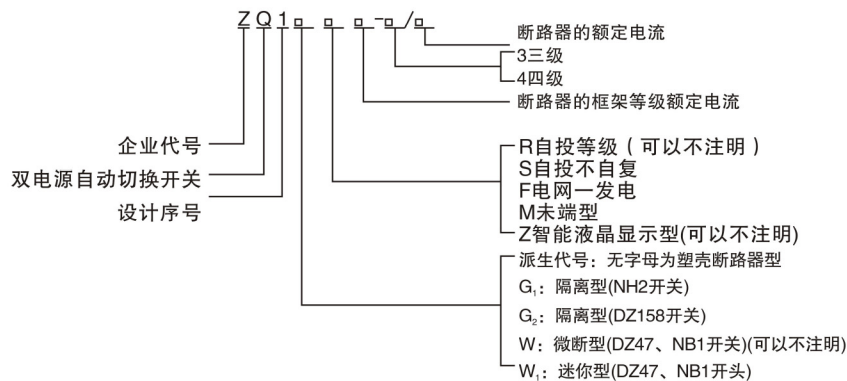 ZQ1□ □ □-□/□
断路器的额定电流
3三级
4四级
断路器的框架等级额定电流
企业代号
双电源自动切换开关
设计序号
R自投等级（可以不注明）
S自投不自复
F电网一发电
M未端型
Z智能液晶显示型(可以不注明)
派生代号：无字母为塑壳断路器型
G₁：隔离型(NH2开关)
G₂：隔离型(DZ158开关)
W：微断型(DZ47、NB1开关)(可以不注明)
W₁：迷你型(DZ47、NB1开头)